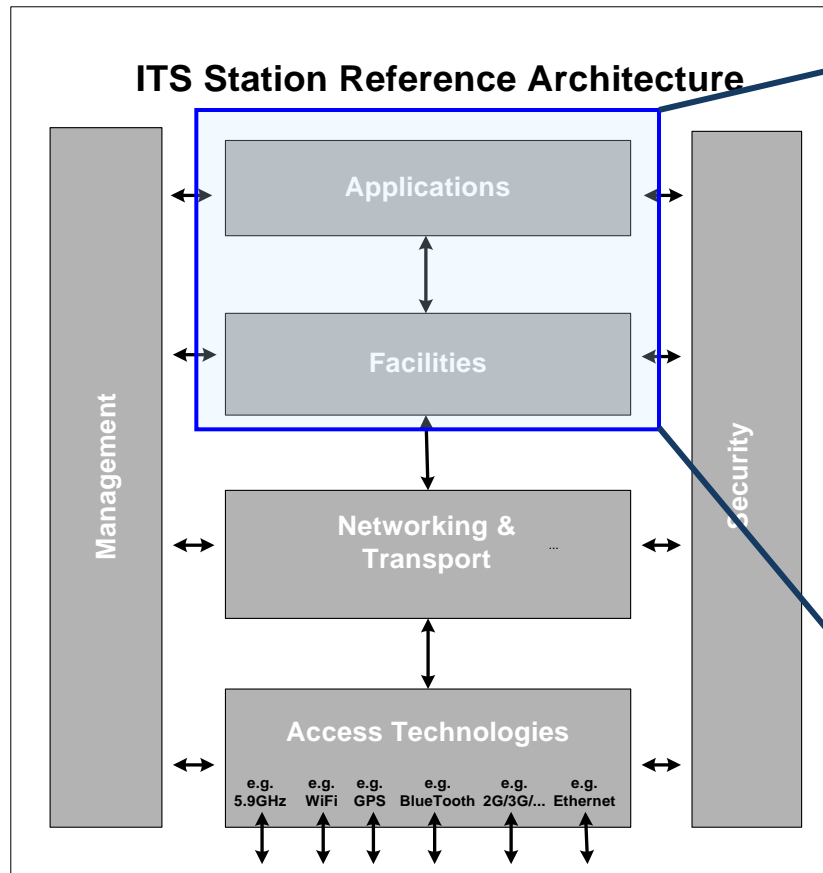 ITS Station Reference Architecture
Applications
Facilities
Management
Security
Networking &
Transport
...
Access Technologies
e.g. e.g. e.g. e.g. e.g. e.g.
5.9GHz WiFi GPS BlueTooth 2G/3G/... Ethernet